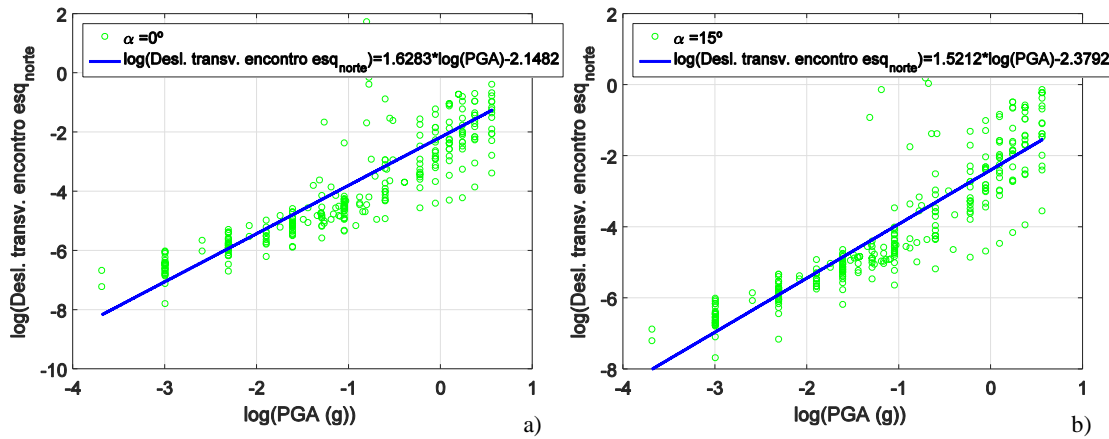 2
0
-2
-4
-6
-8
-10
log(Desl. transv. encontro esq_norte)
α =0º
log(Desl. transv. encontro esq_norte)=1.6283*log(PGA)-2.1482
-4 -3 -2 -1 0 1
log(PGA (g))
a)
2
0
-2
-4
-6
-8
log(Desl. transv. encontro esq_norte)
α =15º
log(Desl. transv. encontro esq_norte)=1.5212*log(PGA)-2.3792
-4 -3 -2 -1 0 1
log(PGA (g))
b)